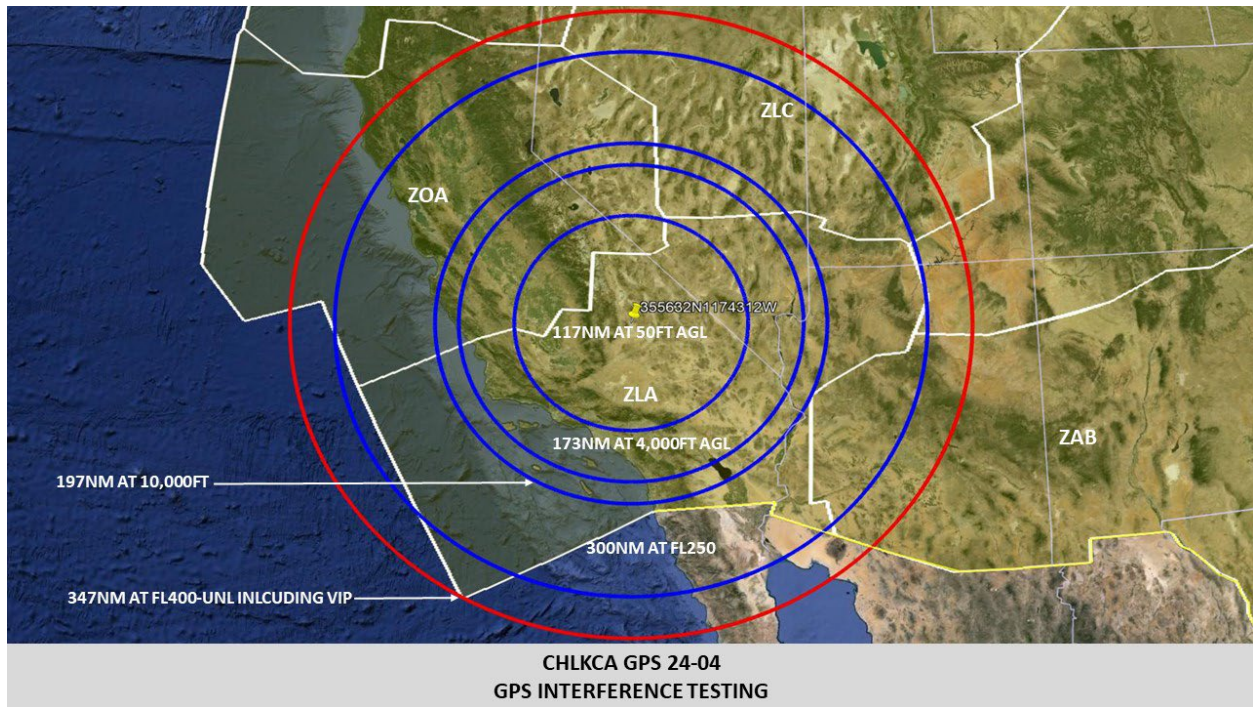 ZLC
ZOA
355632N1174312W
117NM AT 50FT AGL
ZLA
ZAB
173NM AT 4,000FT AGL
197NM AT 10,000FT
300NM AT FL250
347NM AT FL400-UNL INLCUDING VIP
CHLKCA GPS 24-04
GPS INTERFERENCE TESTING